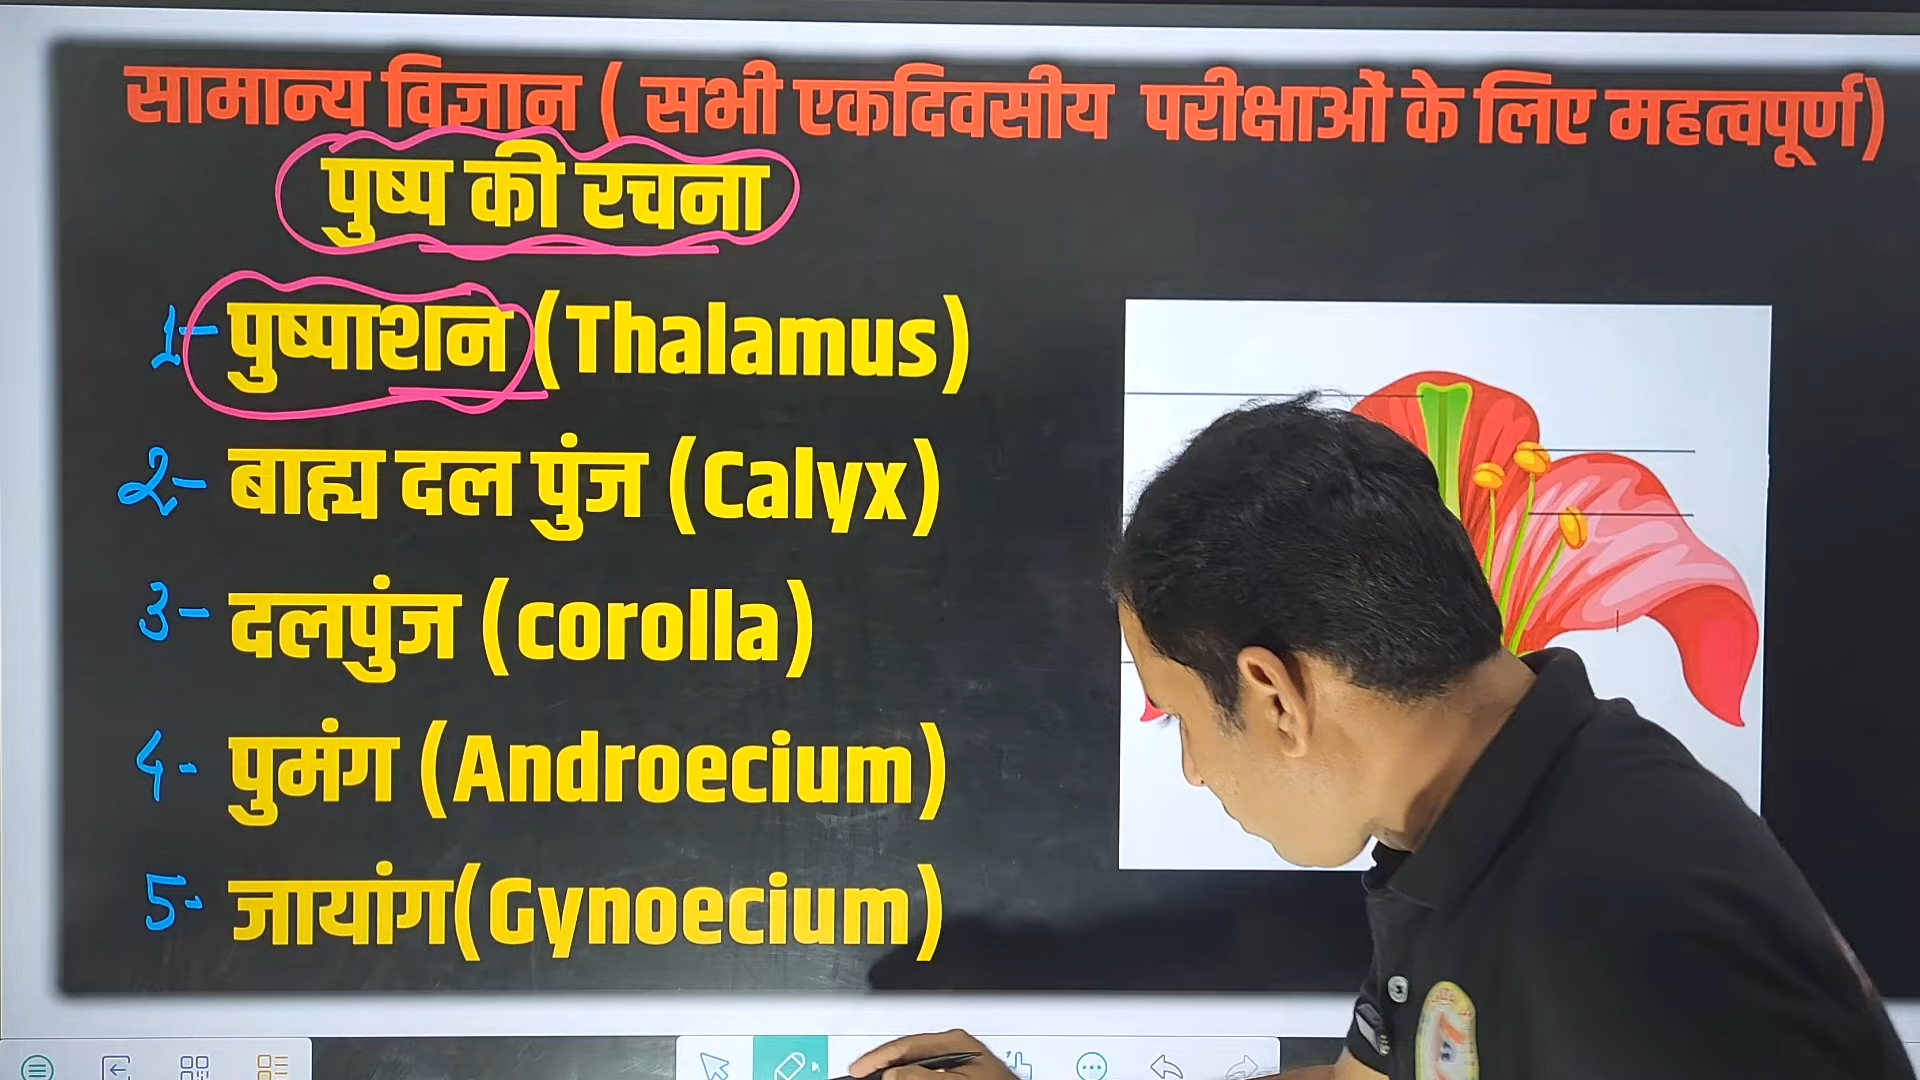 सामान्य विज्ञान ( सभी एकदिवसीय परीक्षाओं के लिए महत्वपूर्ण)
पुष्प की रचना
1- पुष्पाशन (Thalamus)
2- बाह्य दल पुंज (Calyx)
3- दलपुंज (corolla)
4- पुमंग (Androecium)
5- जायांग(Gynoecium)